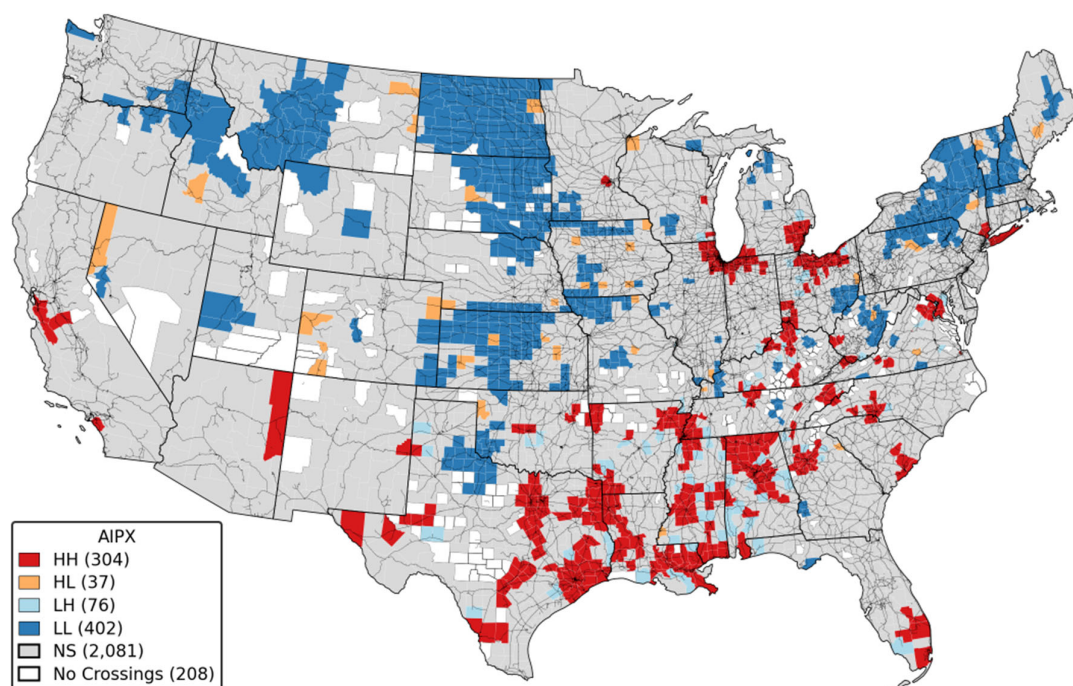 AIPX
HH (304)
HL (37)
LH (76)
LL (402)
NS (2,081)
No Crossings (208)